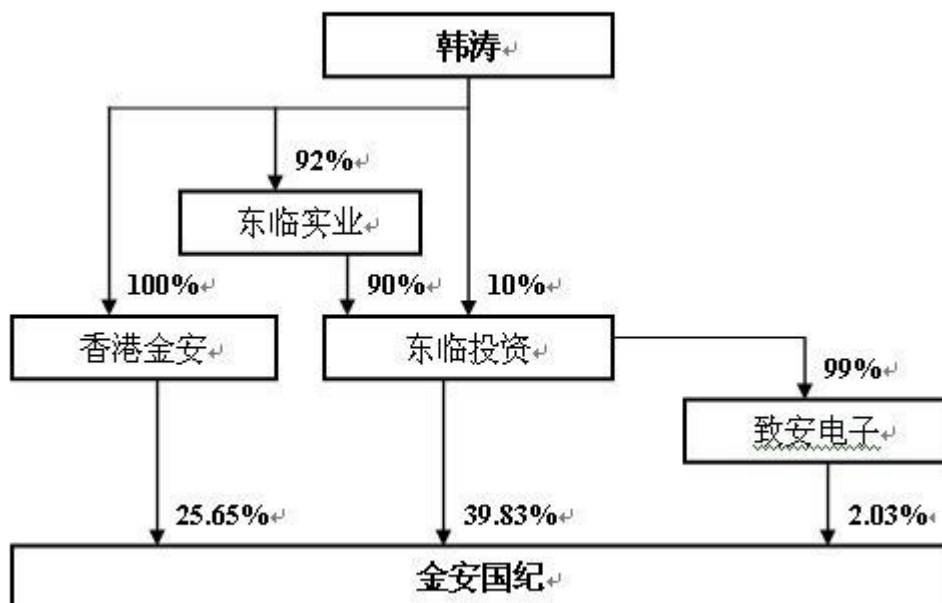 韩涛
92%
东临实业
100%
90%
10%
香港金安
东临投资
99%
致安电子
25.65%
39.83%
2.03%
金安国纪